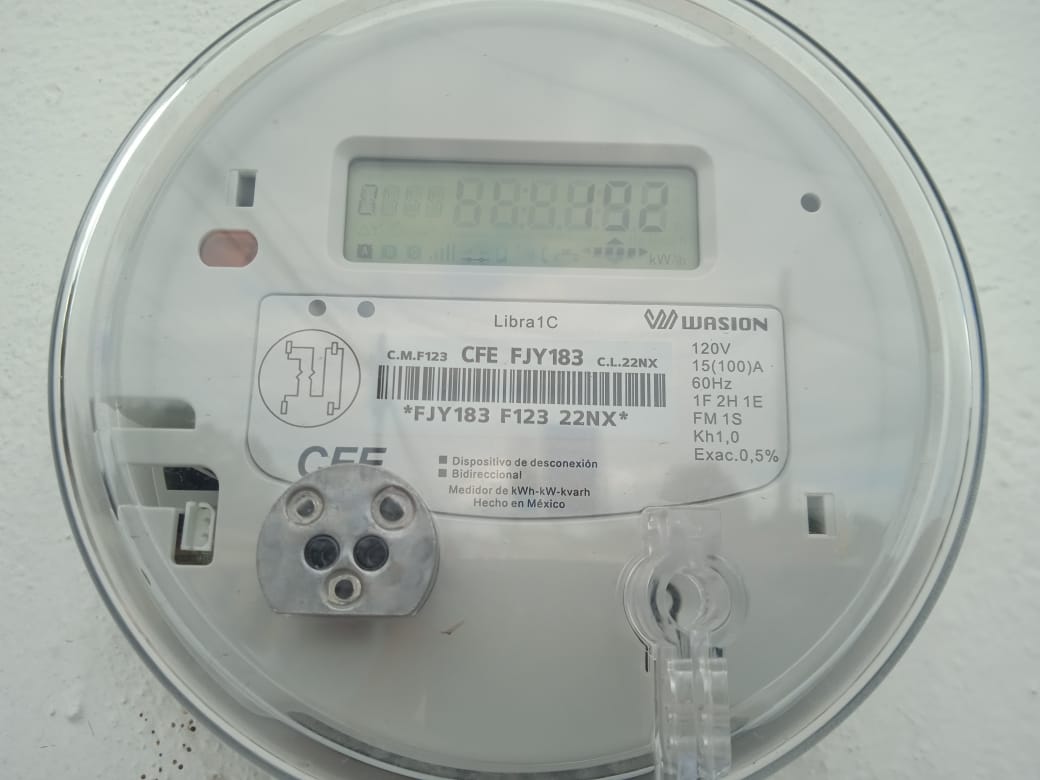 192
kW
Libra1C
WASION
C.M.F123 CFE FJY183 C.L.22NX
*FJY183 F123 22NX*
120V
15(100)A
60Hz
1F 2H 1E
FM 1S
Kh1,0
Exac.0,5%
CFE
Dispositivo de desconexión
Bidireccional
Medidor de kWh-kW-kvarh
Hecho en México